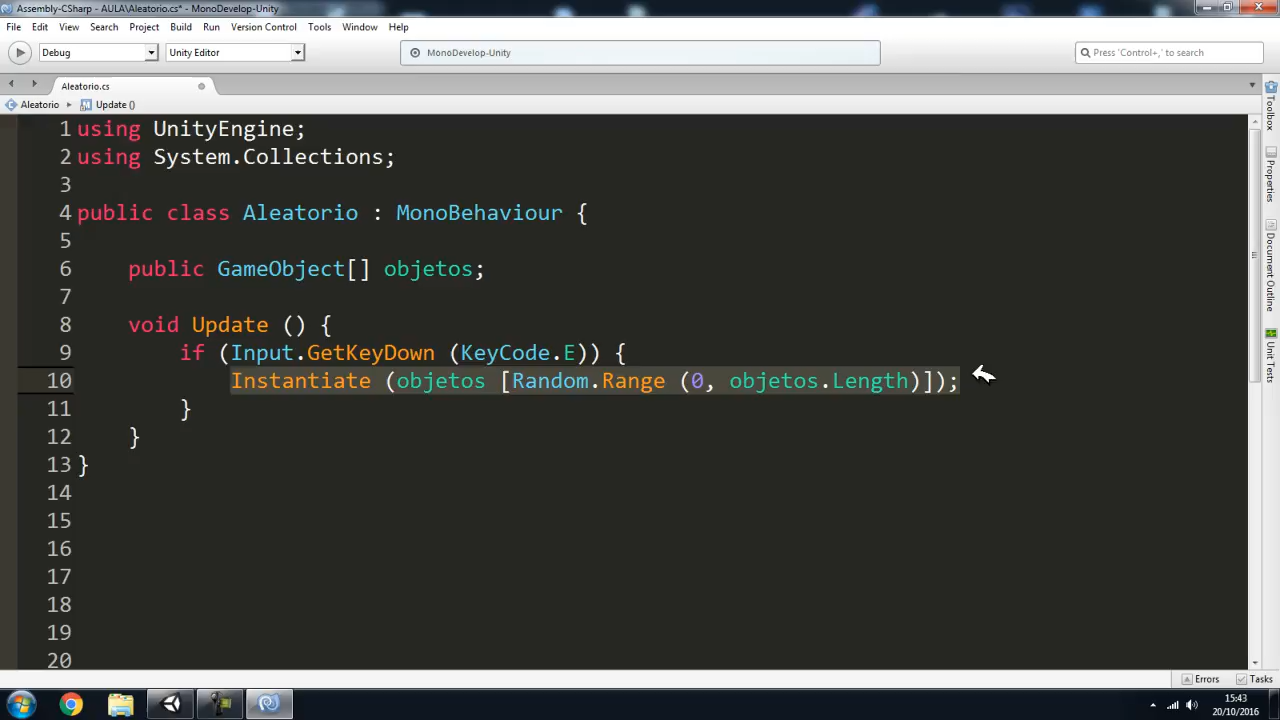 Assembly-CSharp - AULA\Aleatorio.cs* - MonoDevelop-Unity
File Edit View Search Project Build Run Version Control Tools Window Help
Debug Unity Editor MonoDevelop-Unity Press 'Control+,' to search
Aleatorio.cs
Aleatorio Update ()
1 using UnityEngine;
2 using System.Collections;
3
4 public class Aleatorio : MonoBehaviour {
5
6 public GameObject[] objetos;
7
8 void Update () {
9 if (Input.GetKeyDown (KeyCode.E)) {
10 Instantiate (objetos [Random.Range (0, objetos.Length)]);
11 }
12 }
13 }
14
15
16
17
18
19
20
Toolbox
Properties
Document Outline
Unit Tests
Errors Tasks
15:43
20/10/2016